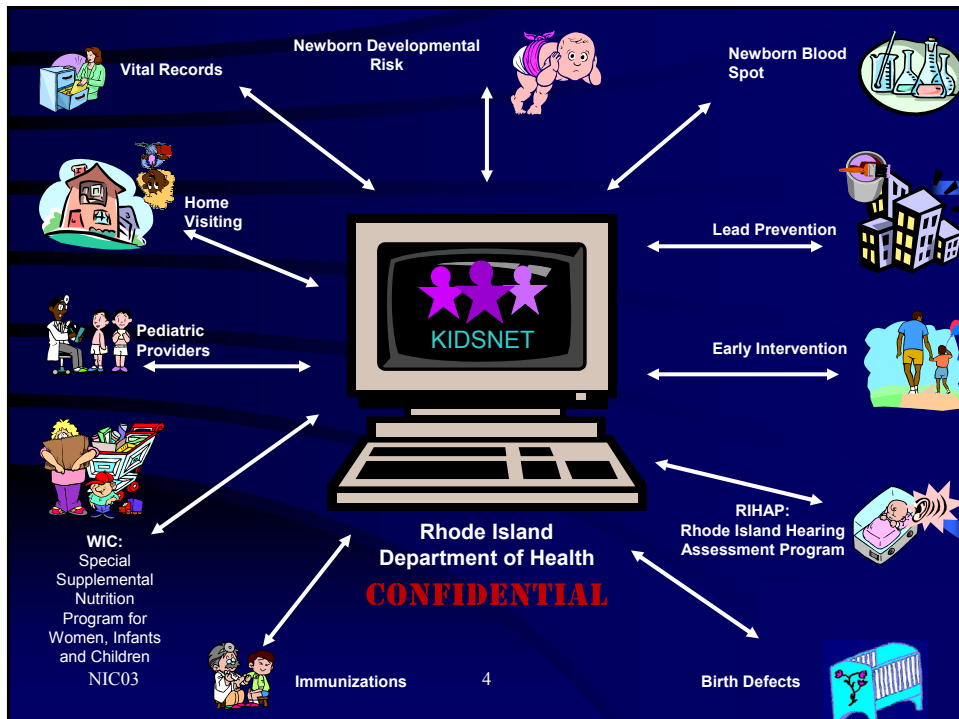 Vital Records
Newborn Developmental
Risk
Newborn Blood
Spot
Home
Visiting
Lead Prevention
KIDSNET
Pediatric
Providers
Early Intervention
WIC:
Special
Supplemental
Nutrition
Program for
Women, Infants
and Children
RIHAP:
Rhode Island Hearing
Assessment Program
Rhode Island
Department of Health
CONFIDENTIAL
Immunizations
Birth Defects
NIC03
4